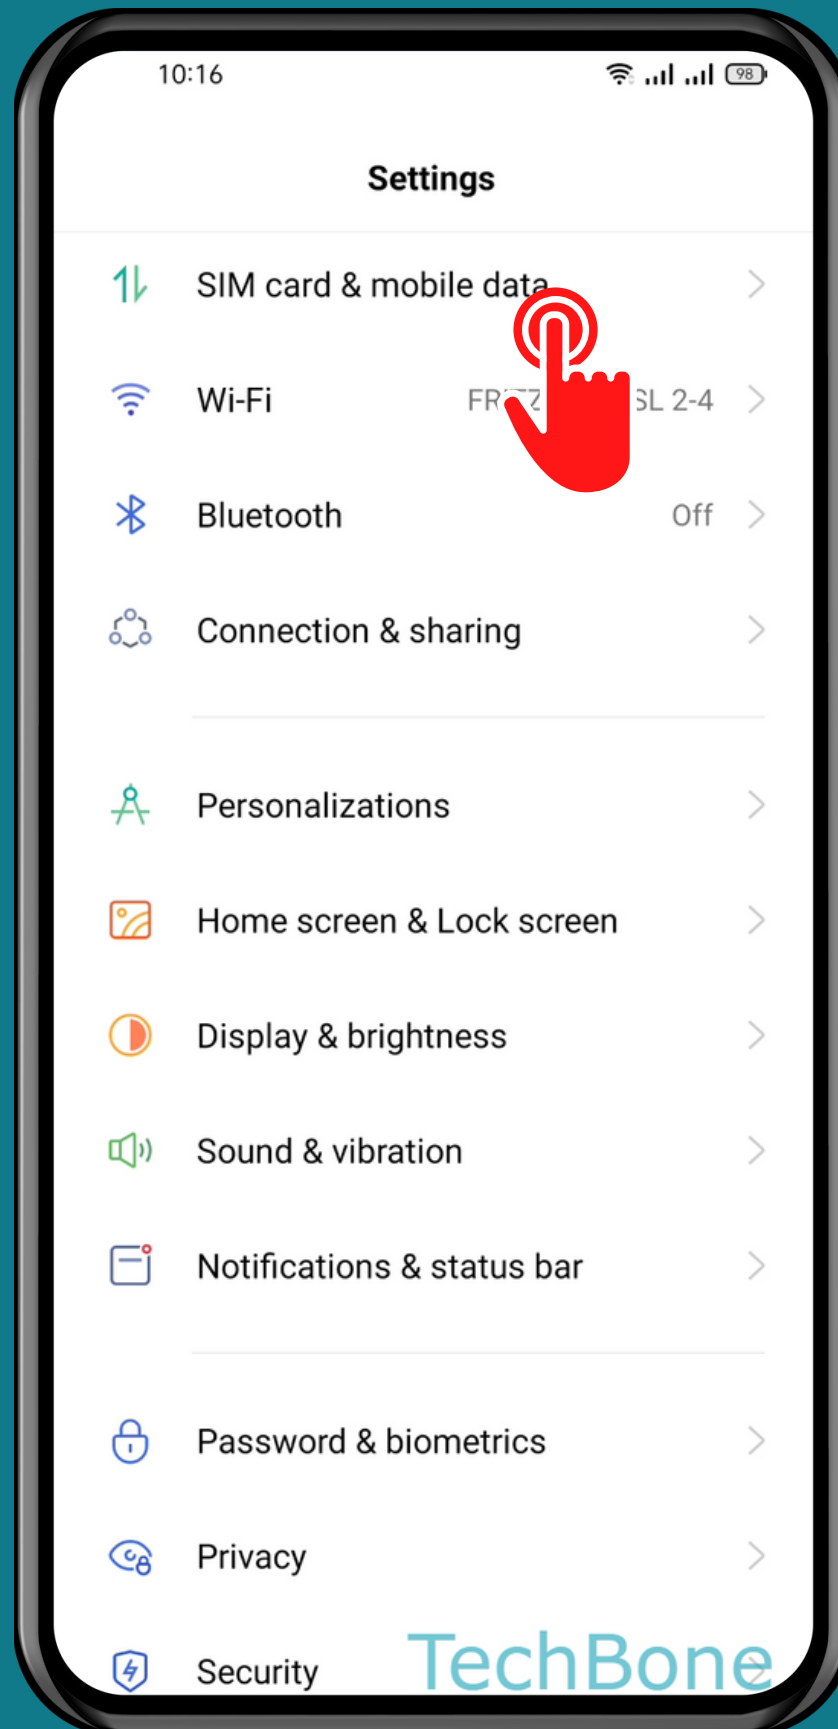 10:16
98
Settings
SIM card & mobile data
Wi-Fi
2-4
Bluetooth
Off
Connection & sharing
Personalizations
Home screen & Lock screen
Display & brightness
Sound & vibration
Notifications & status bar
Password & biometrics
Privacy
Security
TechBone